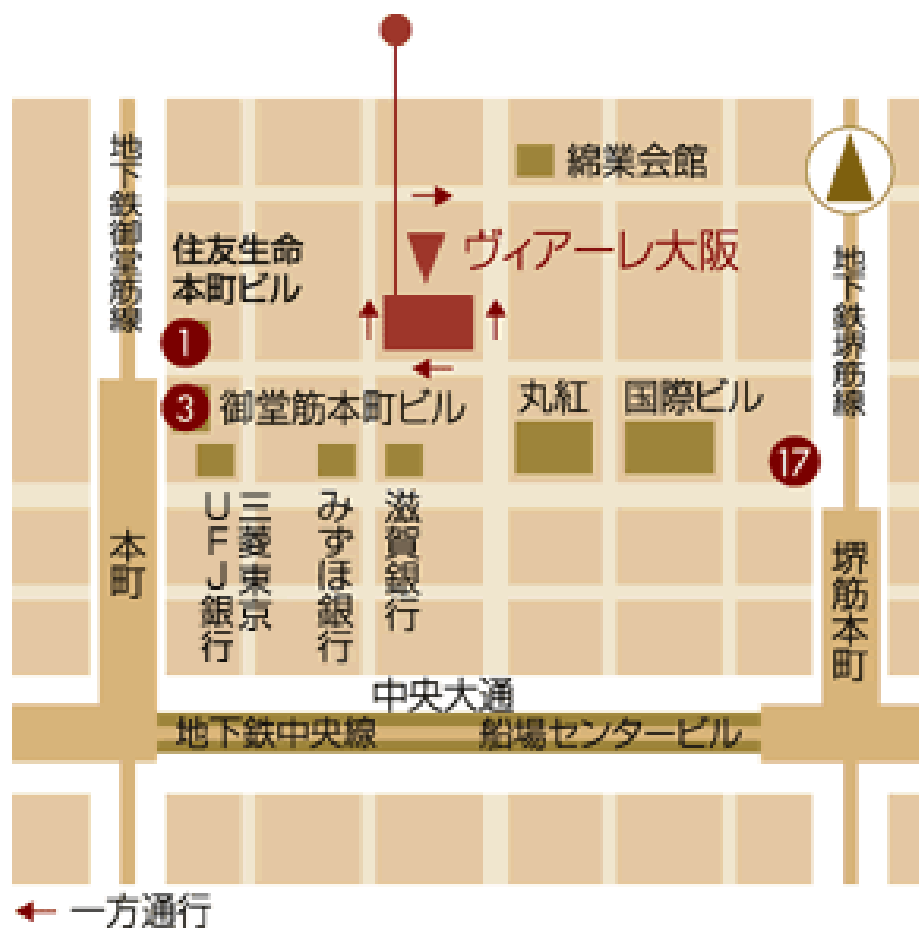 綿業会館
地下鉄御堂筋線
住友生命
本町ビル
ヴィアーレ大阪
地下鉄堺筋線
1
3
御堂筋本町ビル
丸紅
国際ビル
17
三菱東京
UFJ銀行
みずほ銀行
滋賀銀行
本町
堺筋本町
中央大通
地下鉄中央線
船場センタービル
一方通行